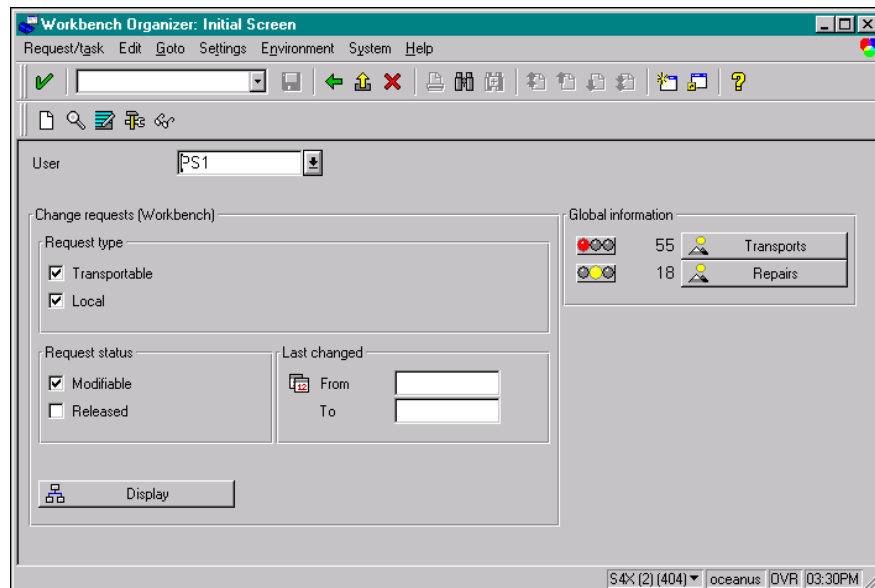 Workbench Organizer: Initial Screen
Request/task Edit Goto Settings Environment System Help
User PS1
Change requests (Workbench)
Request type
Transportable
Local
Request status
Modifiable
Released
Last changed
12 From
To
Display
Global information
55 Transports
18 Repairs
S4X (2) (404) oceanus OVR 03:30PM